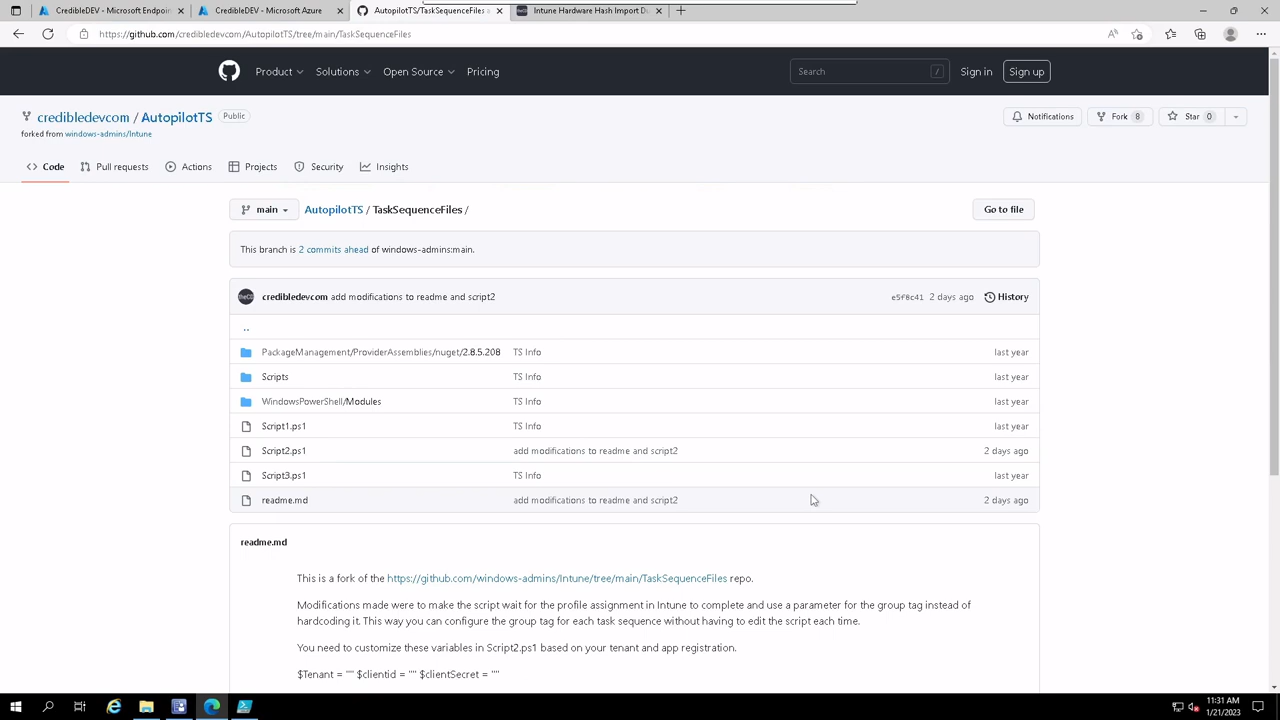 CredibleDEV - Microsoft Endpoin
CredibleDEV - Microsoft Azure
AutopilotTS/TaskSequenceFiles a
Intune Hardware Hash Import D
https://github.com/credibledevcom/AutopilotTS/tree/main/TaskSequenceFiles
Product
Solutions
Open Source
Pricing
Search /
Sign in
Sign up
credibledevcom / AutopilotTS Public
forked from windows-admins/Intune
Notifications
Fork 8
Star 0
Code
Pull requests
Actions
Projects
Security
Insights
main
AutopilotTS / TaskSequenceFiles /
Go to file
This branch is 2 commits ahead of windows-admins:main.
credibledevcom add modifications to readme and script2
e5f8c41 2 days ago History
..
PackageManagement/ProviderAssemblies/nuget/2.8.5.208 TS Info last year
Scripts TS Info last year
WindowsPowerShell/Modules TS Info last year
Script1.ps1 TS Info last year
Script2.ps1 add modifications to readme and script2 2 days ago
Script3.ps1 TS Info last year
readme.md add modifications to readme and script2 2 days ago
readme.md
This is a fork of the https://github.com/windows-admins/Intune/tree/main/TaskSequenceFiles repo.
Modifications made were to make the script wait for the profile assignment in Intune to complete and use a parameter for the group tag instead of
hardcoding it. This way you can configure the group tag for each task sequence without having to edit the script each time.
You need to customize these variables in Script2.ps1 based on your tenant and app registration.
$Tenant = "" $clientid = "" $clientSecret = ""
11:31 AM
1/21/2023